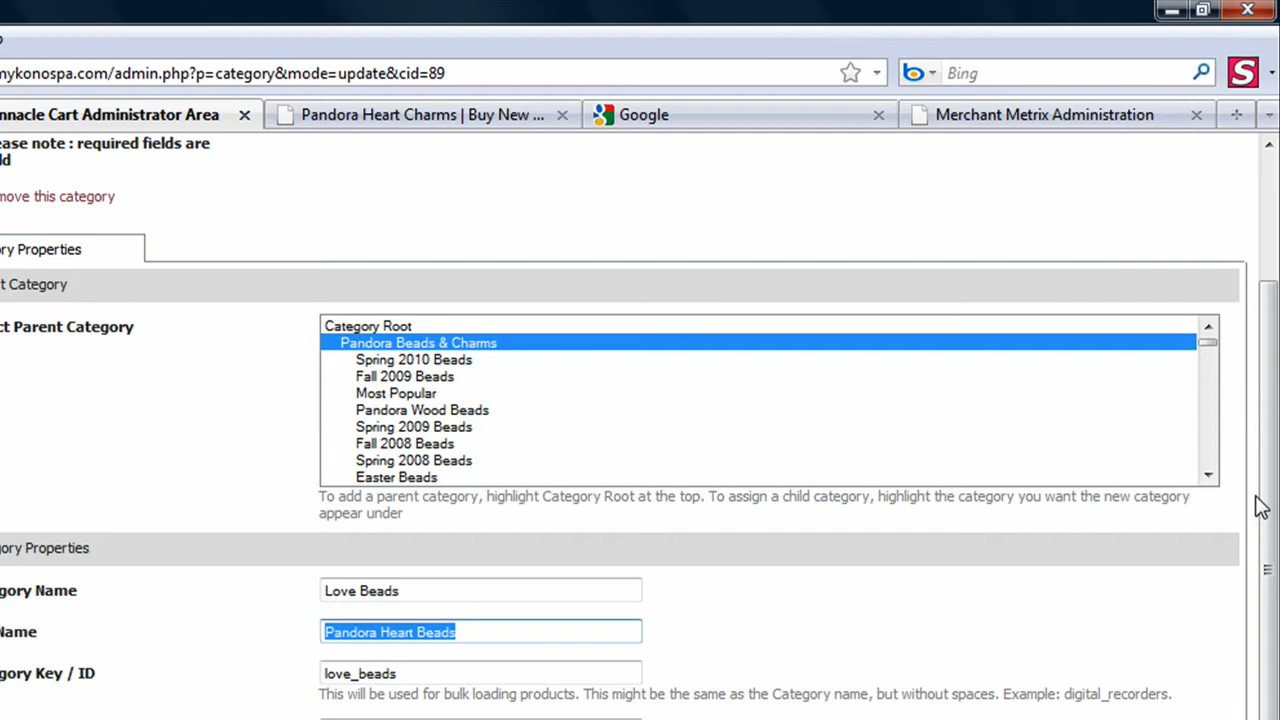 p
mykonospa.com/admin.php?p=category&mode=update&cid=89
Bing
nnacle Cart Administrator Area
Pandora Heart Charms | Buy New ...
Google
Merchant Metrix Administration
ease note : required fields are
ld
move this category
ry Properties
t Category
ct Parent Category
Category Root
Pandora Beads & Charms
Spring 2010 Beads
Fall 2009 Beads
Most Popular
Pandora Wood Beads
Spring 2009 Beads
Fall 2008 Beads
Spring 2008 Beads
Easter Beads
To add a parent category, highlight Category Root at the top. To assign a child category, highlight the category you want the new category
appear under
gory Properties
gory Name
Love Beads
Name
Pandora Heart Beads
gory Key / ID
love_beads
This will be used for bulk loading products. This might be the same as the Category name, but without spaces. Example: digital_recorders.